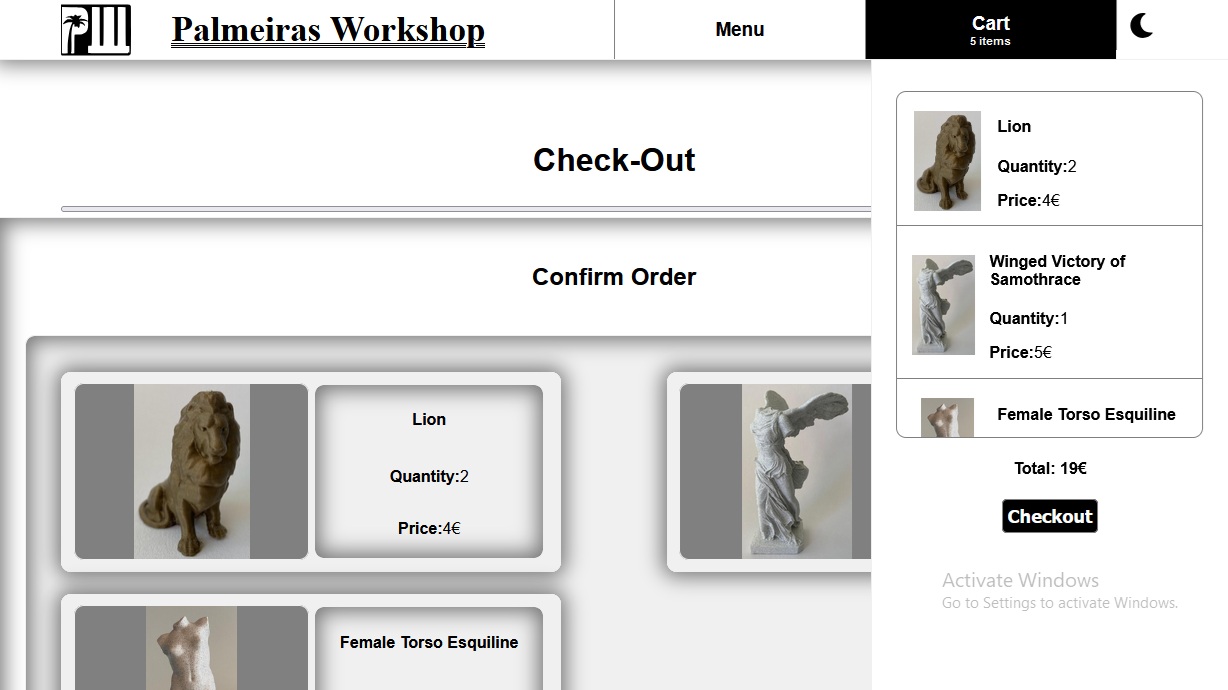 Palmeiras Workshop
Menu
Cart
5 items
Check-Out
Confirm Order
Lion
Quantity:2
Price:4€
Female Torso Esquiline
Lion
Quantity:2
Price:4€
Winged Victory of
Samothrace
Quantity:1
Price:5€
Female Torso Esquiline
Total: 19€
Checkout
Activate Windows
Go to Settings to activate Windows.